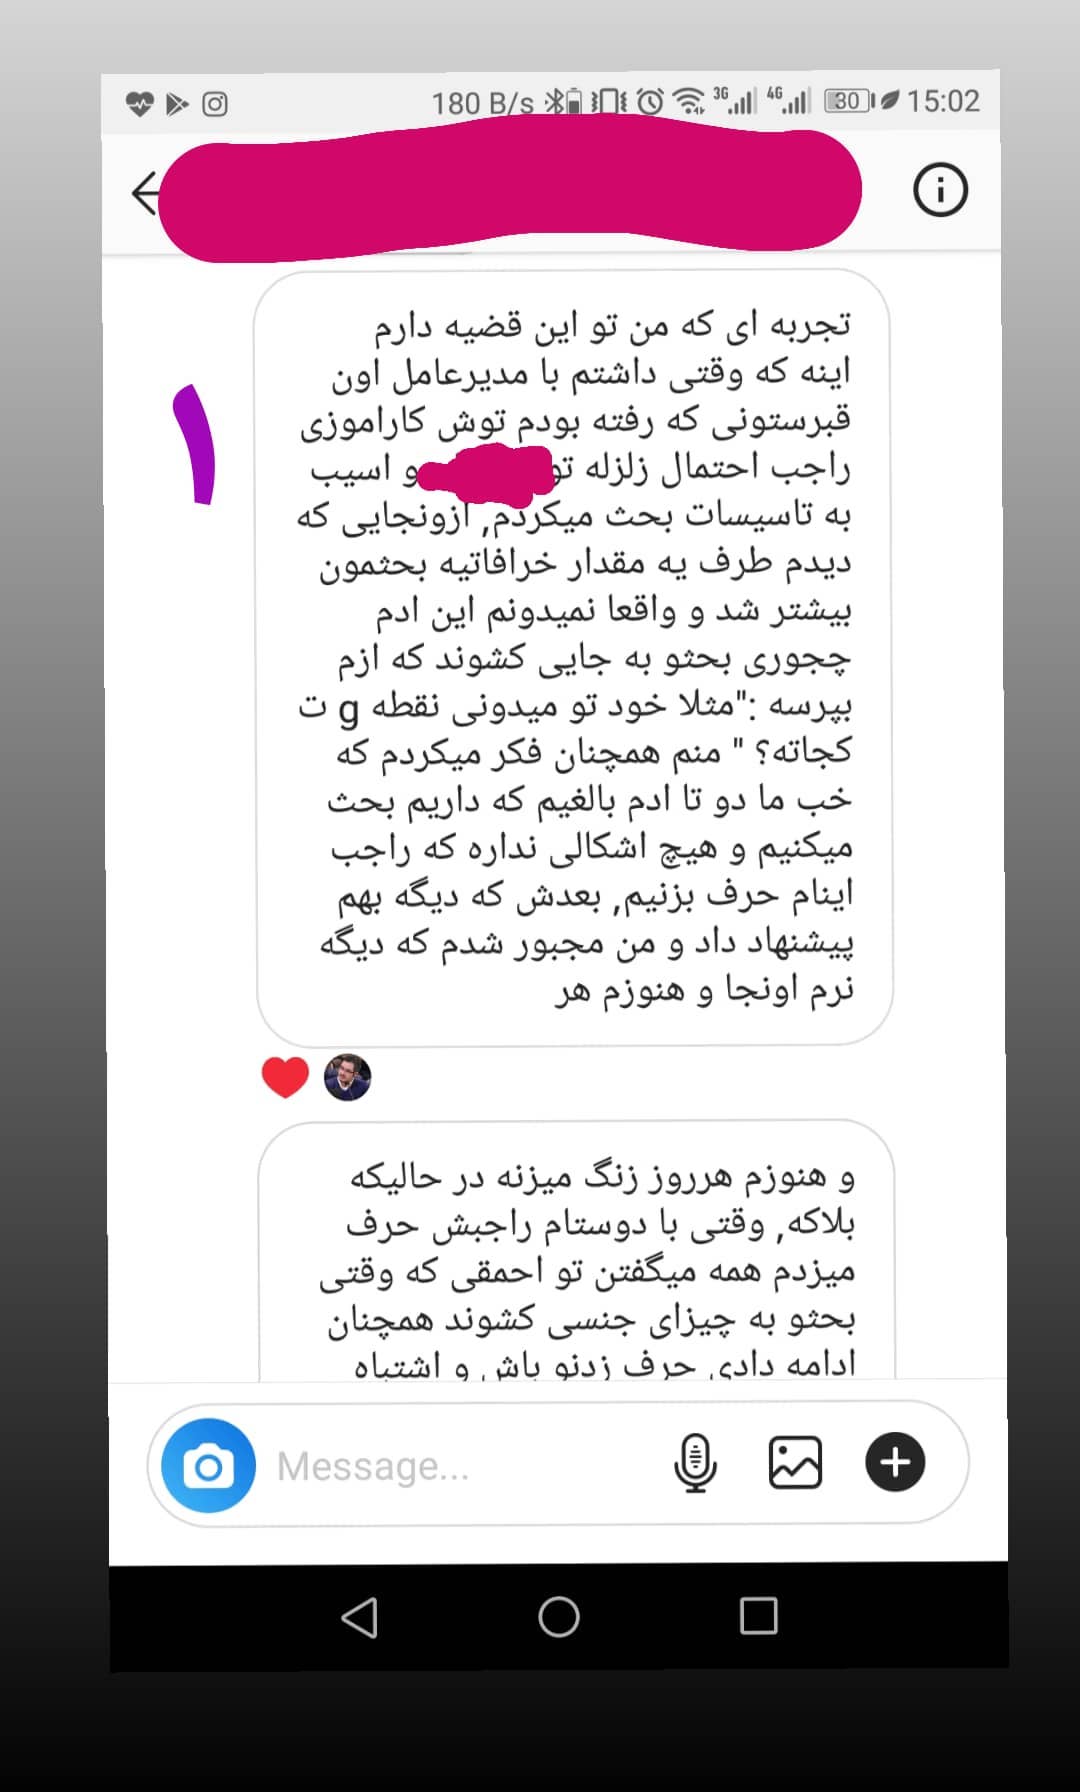 180 B/s 3G 4G 30 15:02
۱
تجربه ای که من تو این قضیه دارم
اینه که وقتی داشتم با مدیرعامل اون
قبرستونی که رفته بودم توش کاراموزی
راجب احتمال زلزله تو و اسیب
به تاسیسات بحث میکردم, ازونجایی که
دیدم طرف یه مقدار خرافاتیه بحثمون
بیشتر شد و واقعا نمیدونم این ادم
چجوری بحثو به جایی کشوند که ازم
بپرسه :"مثلا خود تو میدونی نقطه g ت
کجاته؟ " منم همچنان فکر میکردم که
خب ما دو تا ادم بالغیم که داریم بحث
میکنیم و هیچ اشکالی نداره که راجب
اینام حرف بزنیم, بعدش که دیگه بهم
پیشنهاد داد و من مجبور شدم که دیگه
نرم اونجا و هنوزم هر
و هنوزم هرروز زنگ میزنه در حالیکه
بلاکه, وقتی با دوستام راجبش حرف
میزدم همه میگفتن تو احمقی که وقتی
بحثو به چیزای جنسی کشوند همچنان
ادامه دادی حرف زدنو باش و اشتباه
Message...